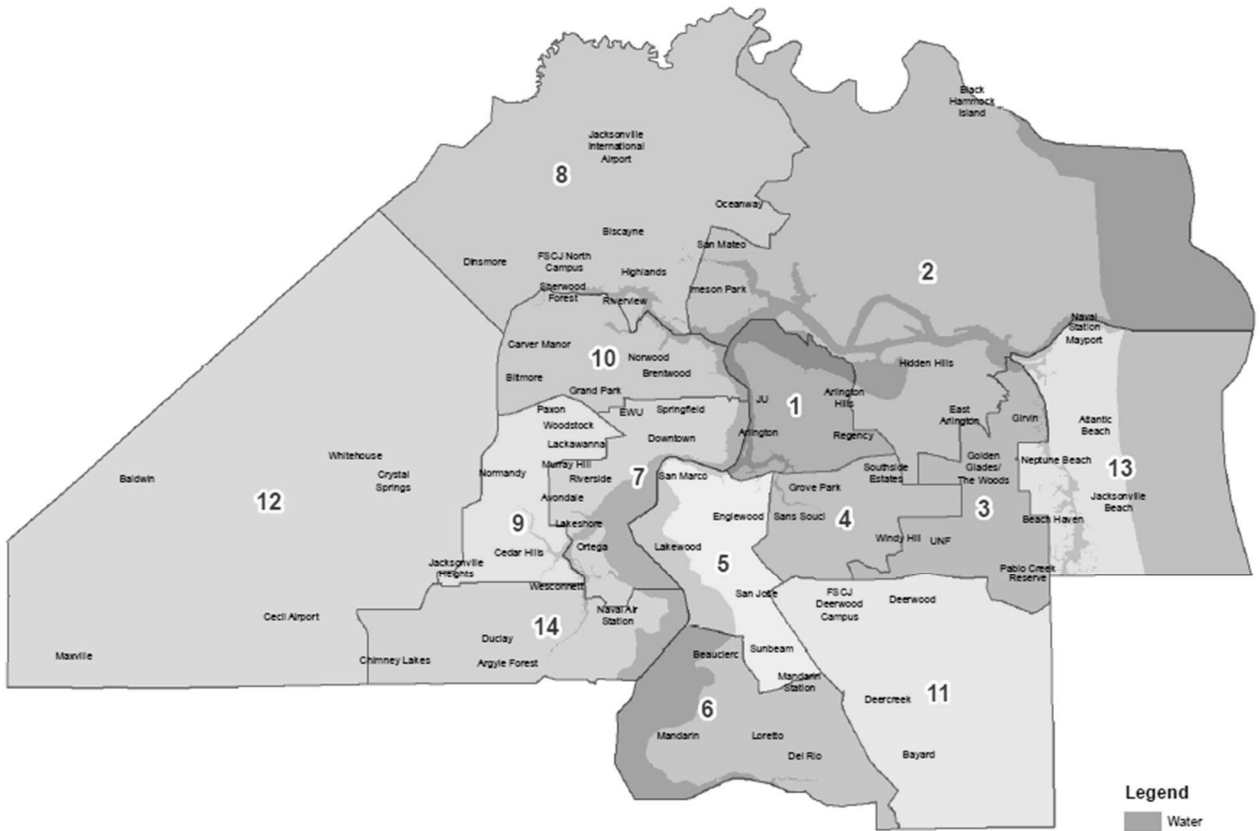 Black
Hammock
Island
Jacksonville
International
Airport
8
Oceanway
Biscayne
San Mateo
Dinsmore
FSCJ North
Campus
Highlands
2
Sherwood
Forest
Imeson Park
Riverview
Naval
Station
Mayport
Carver Manor
10
Norwood
Brentwood
Hidden Hills
Biltmore
Grand Park
JU
1
Arlington
Hills
Paxon
EWU
Springfield
East
Arlington
Girvin
Atlantic
Beach
Woodstock
Lackawanna
Downtown
Arlington
Regency
Whitehouse
Murray Hill
Golden
Glades/
The Woods
Neptune Beach
13
Baldwin
Crystal
Springs
Normandy
Riverside
7
San Marco
Southside
Estates
12
Avondale
Grove Park
Jacksonville
Beach
9
Lakeshore
Englewood
Sans Souci
4
3
Beach Haven
Cedar Hills
Ortega
Lakewood
5
Windy Hill
UNF
Jacksonville
Heights
Wesconnett
San Jose
FSCJ
Deerwood
Campus
Deerwood
Pablo Creek
Reserve
Cecil Airport
14
Naval Air
Station
Maxville
Chimney Lakes
Duclay
Argyle Forest
Beauclerc
Sunbeam
Mandarin
Station
6
Deercreek
11
Mandarin
Loretto
Del Rio
Bayard
Legend
Water